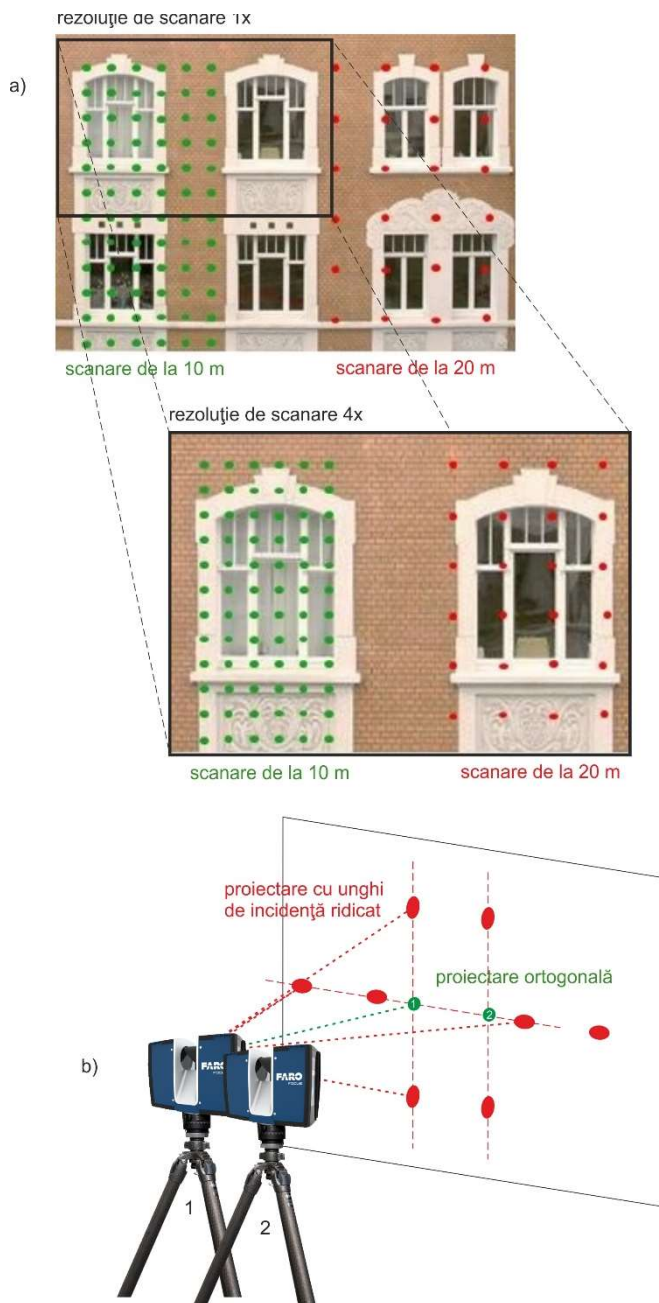 rezoluţie de scanare 1x
a)
scanare de la 10 m
scanare de la 20 m
rezoluţie de scanare 4x
scanare de la 10 m
scanare de la 20 m
proiectare cu unghi
de incidenţă ridicat
proiectare ortogonală
1
2
b)
FARO
FARO
FOCUS
1
2